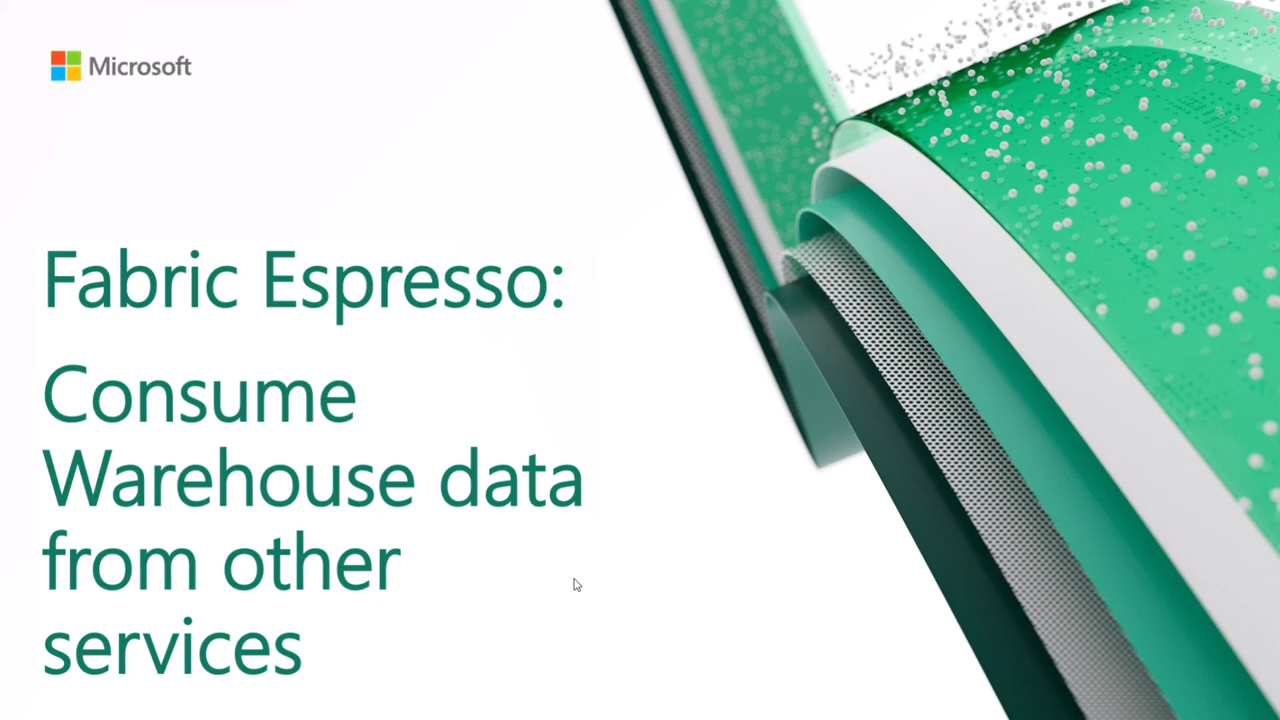 Microsoft
Fabric Espresso:
Consume
Warehouse data
from other
services